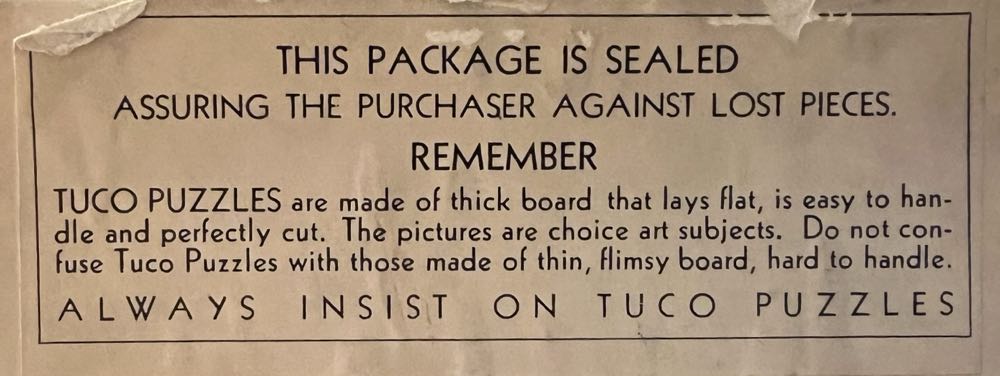 THIS PACKAGE IS SEALED
ASSURING THE PURCHASER AGAINST LOST PIECES.
REMEMBER
TUCO PUZZLES are made of thick board that lays flat, is easy to han-
dle and perfectly cut. The pictures are choice art subjects. Do not con-
fuse Tuco Puzzles with those made of thin, flimsy board, hard to handle.
ALWAYS INSIST ON TUCO PUZZLES